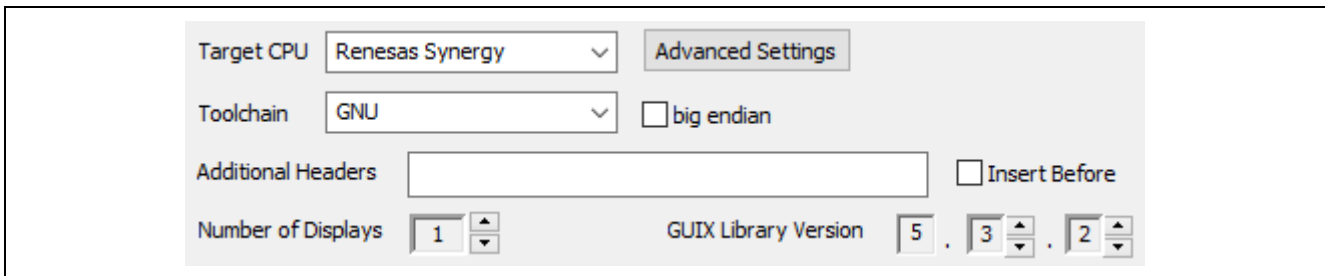 Target CPU Renesas Synergy Advanced Settings
Toolchain GNU big endian
Additional Headers Insert Before
Number of Displays 1 GUIX Library Version 5 . 3 . 2